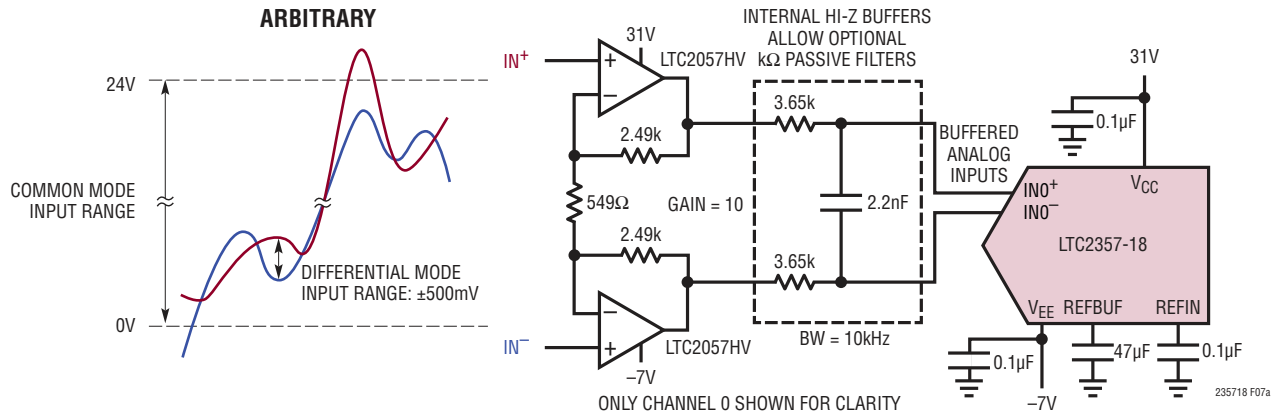 ARBITRARY
24V
COMMON MODE
INPUT RANGE
DIFFERENTIAL MODE
INPUT RANGE: ±500mV
0V
IN+
31V
LTC2057HV
+
–
2.49k
549Ω
GAIN = 10
2.49k
–
+
LTC2057HV
IN–
–7V
INTERNAL HI-Z BUFFERS
ALLOW OPTIONAL
kΩ PASSIVE FILTERS
3.65k
2.2nF
3.65k
BW = 10kHz
BUFFERED
ANALOG
INPUTS
31V
0.1µF
VCC
IN0+
IN0–
LTC2357-18
VEE
REFBUF
REFIN
0.1µF
47µF
0.1µF
–7V
ONLY CHANNEL 0 SHOWN FOR CLARITY
235718 F07a